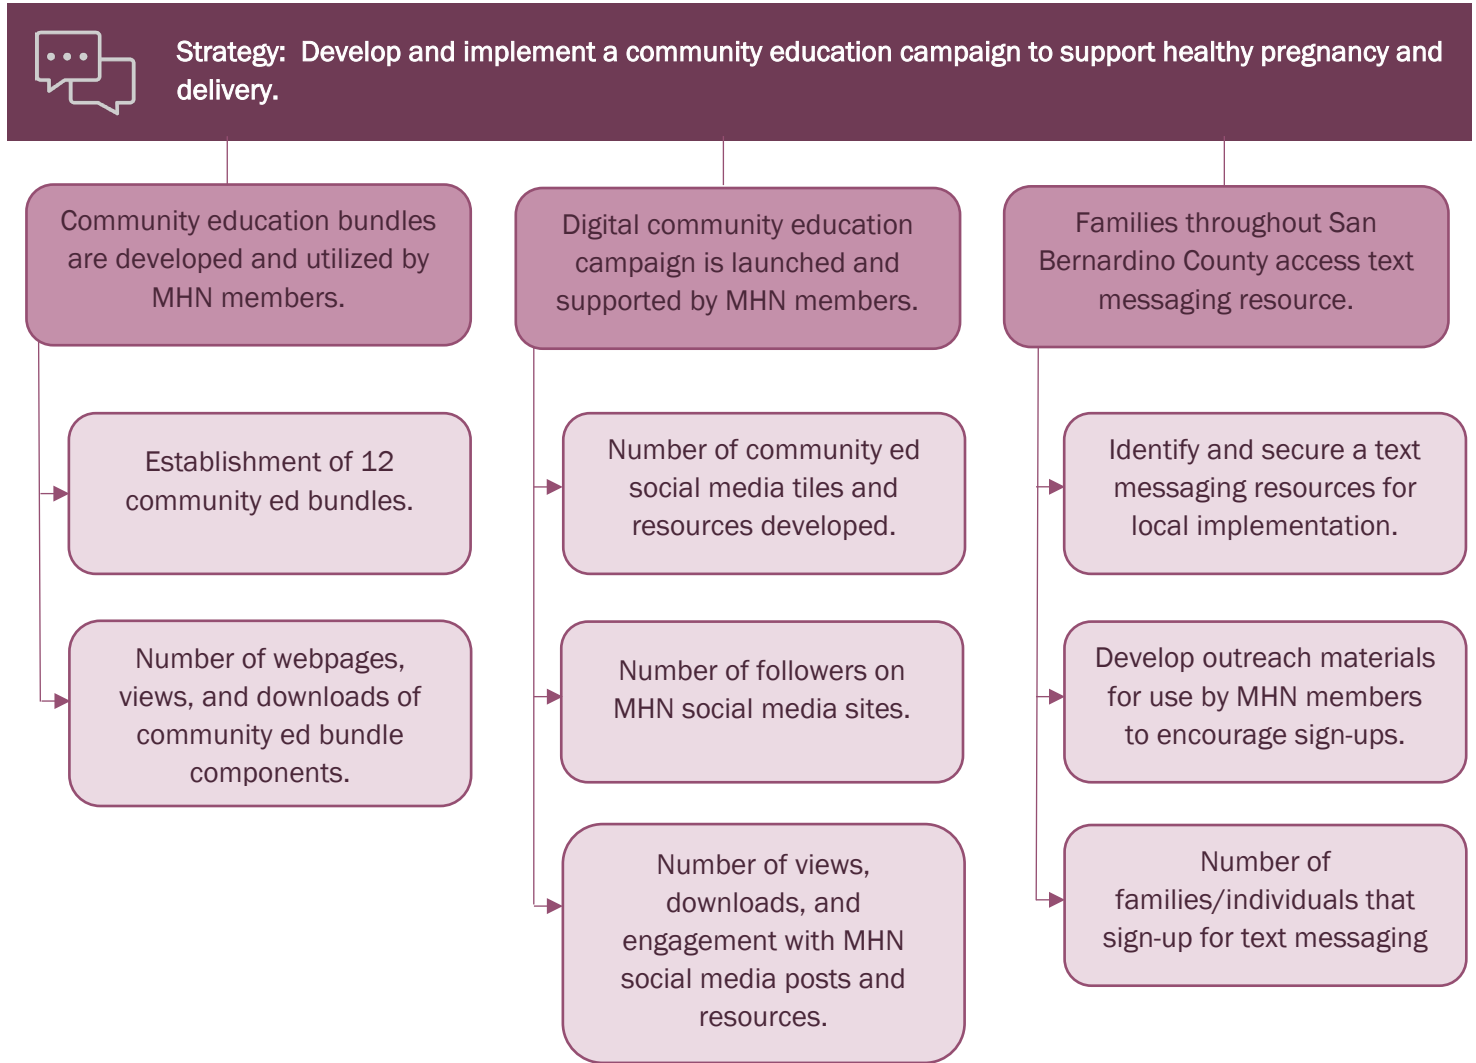 Strategy:  Develop and implement a community education campaign to support healthy pregnancy and
delivery.
Community education bundles
are developed and utilized by
MHN members.
Establishment of 12
community ed bundles.
Number of webpages,
views, and downloads of
community ed bundle
components.
Digital community education
campaign is launched and
supported by MHN members.
Number of community ed
social media tiles and
resources developed.
Number of followers on
MHN social media sites.
Number of views,
downloads, and
engagement with MHN
social media posts and
resources.
Families throughout San
Bernardino County access text
messaging resource.
Identify and secure a text
messaging resources for
local implementation.
Develop outreach materials
for use by MHN members
to encourage sign-ups.
Number of
families/individuals that
sign-up for text messaging